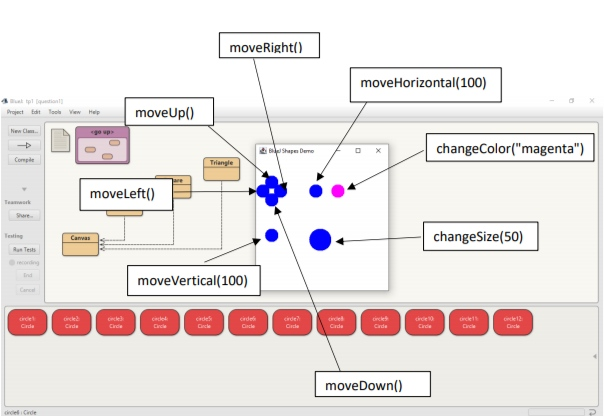 moveRight()
moveHorizontal(100)
BlueJ: tp1 [question1]
moveUp()
Project Edit Tools View Help
New Class...
<go up>
Compile
BlueJ Shapes Demo
changeColor("magenta")
Triangle
moveLeft()
Teamwork
Share...
Testing
Canvas
changeSize(50)
Run Tests
recording
End
moveVertical(100)
Cancel
circle1:
Circle
circle2:
Circle
circle3:
Circle
circle4:
Circle
circle5:
Circle
circle6:
Circle
circle7:
Circle
circle8:
Circle
circle9:
Circle
circle10:
Circle
circle11:
Circle
circle12:
Circle
moveDown()
circle8 : Circle